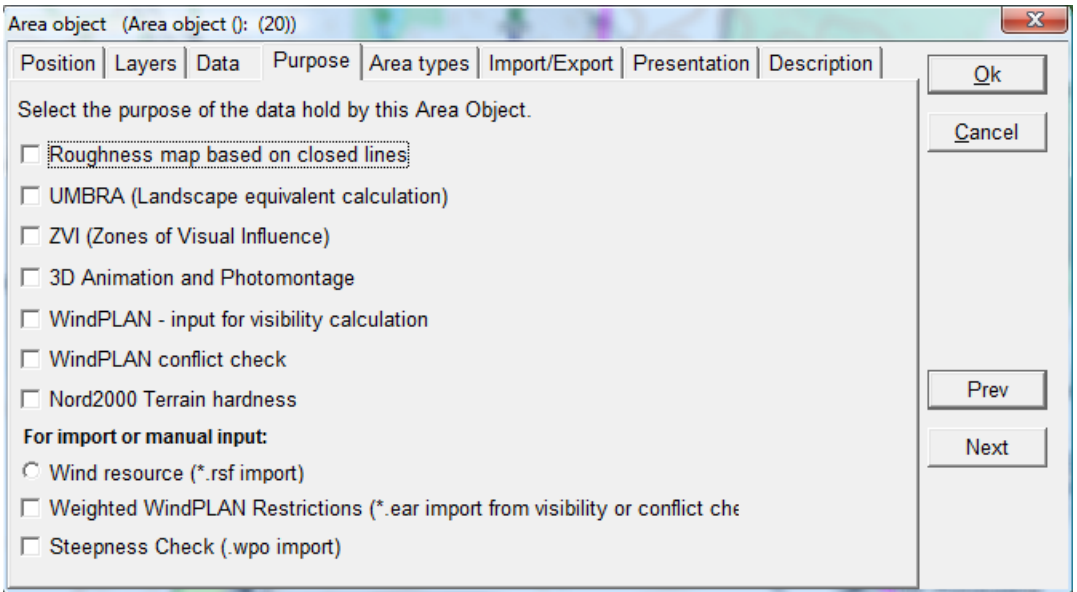 Area object (Area object (): (20))
Position Layers Data Purpose Area types Import/Export Presentation Description
Ok
Select the purpose of the data hold by this Area Object.
Cancel
Roughness map based on closed lines
UMBRA (Landscape equivalent calculation)
ZVI (Zones of Visual Influence)
3D Animation and Photomontage
WindPLAN - input for visibility calculation
WindPLAN conflict check
Nord2000 Terrain hardness
Prev
For import or manual input:
Next
Wind resource (*.rsf import)
Weighted WindPLAN Restrictions (*.ear import from visibility or conflict che
Steepness Check (.wpo import)